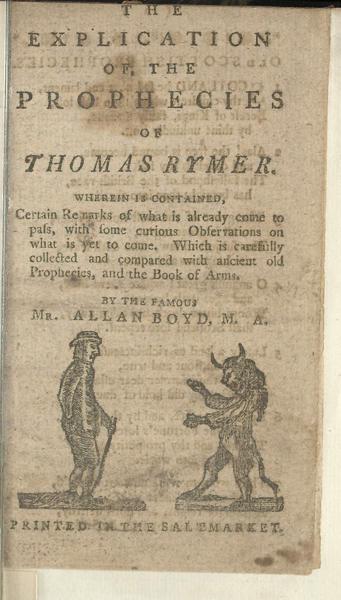 THE
EXPLICATION
OF, THE
PROPHECIES
OF
THOMAS RYMER.
WHEREIN IS CONTAINED,
Certain Remarks of what is already come to
paſs, with ſome curious Obſervations on
what is yet to come. Which is carefully
collected and compared with ancient old
Prophecies, and the Book of Arms.
BY THE FAMOUS
MR. ALLAN BOYD, M. A.
PRINTED IN THE SALTMARKET.